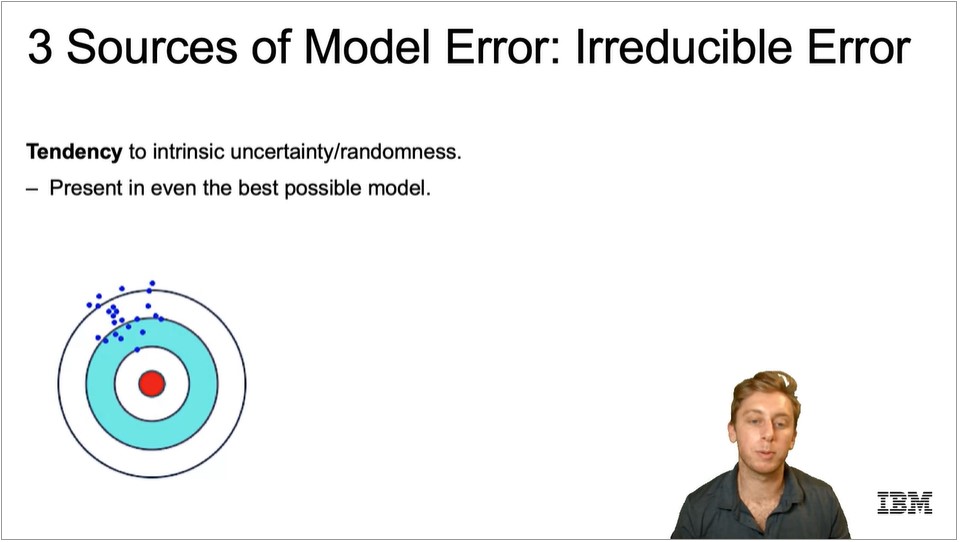 3 Sources of Model Error: Irreducible Error
Tendency to intrinsic uncertainty/randomness.
– Present in even the best possible model.
IBM